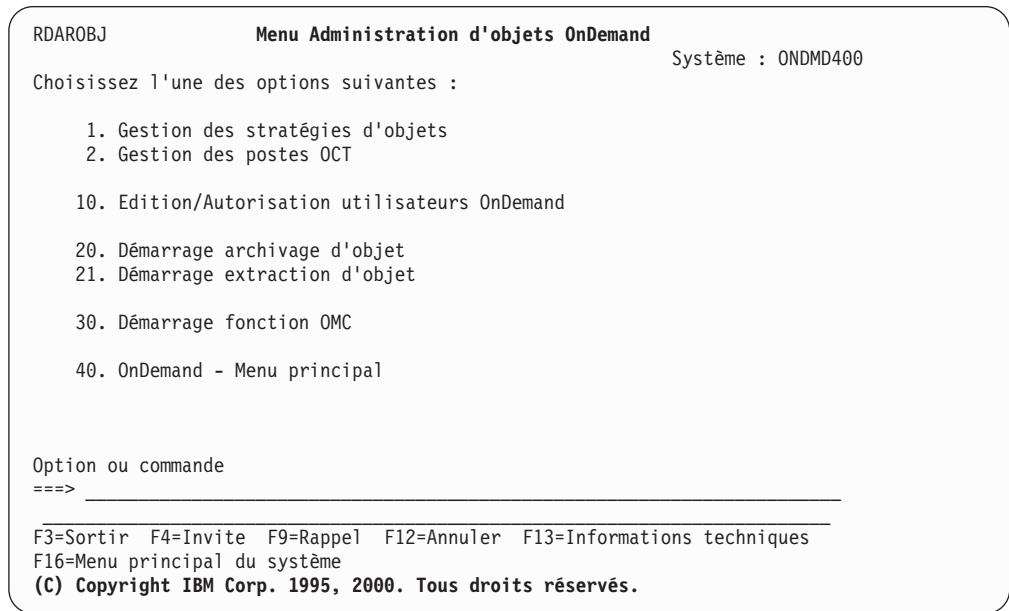 RDAROBJ Menu Administration d'objets OnDemand
Système : ONDMD400
Choisissez l'une des options suivantes :
1. Gestion des stratégies d'objets
2. Gestion des postes OCT
10. Edition/Autorisation utilisateurs OnDemand
20. Démarrage archivage d'objet
21. Démarrage extraction d'objet
30. Démarrage fonction OMC
40. OnDemand - Menu principal
Option ou commande
===> 
F3=Sortir F4=Invite F9=Rappel F12=Annuler F13=Informations techniques
F16=Menu principal du système
(C) Copyright IBM Corp. 1995, 2000. Tous droits réservés.